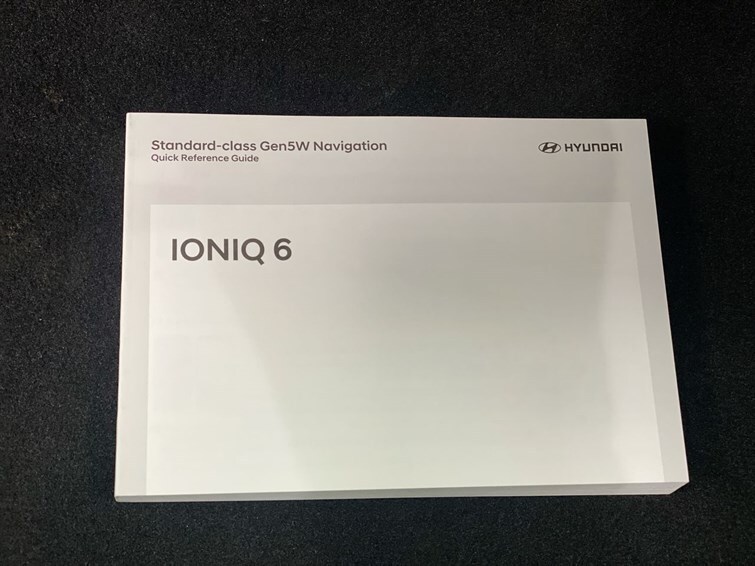 Standard-class Gen5W Navigation
Quick Reference Guide
HYUNDAI
IONIQ 6